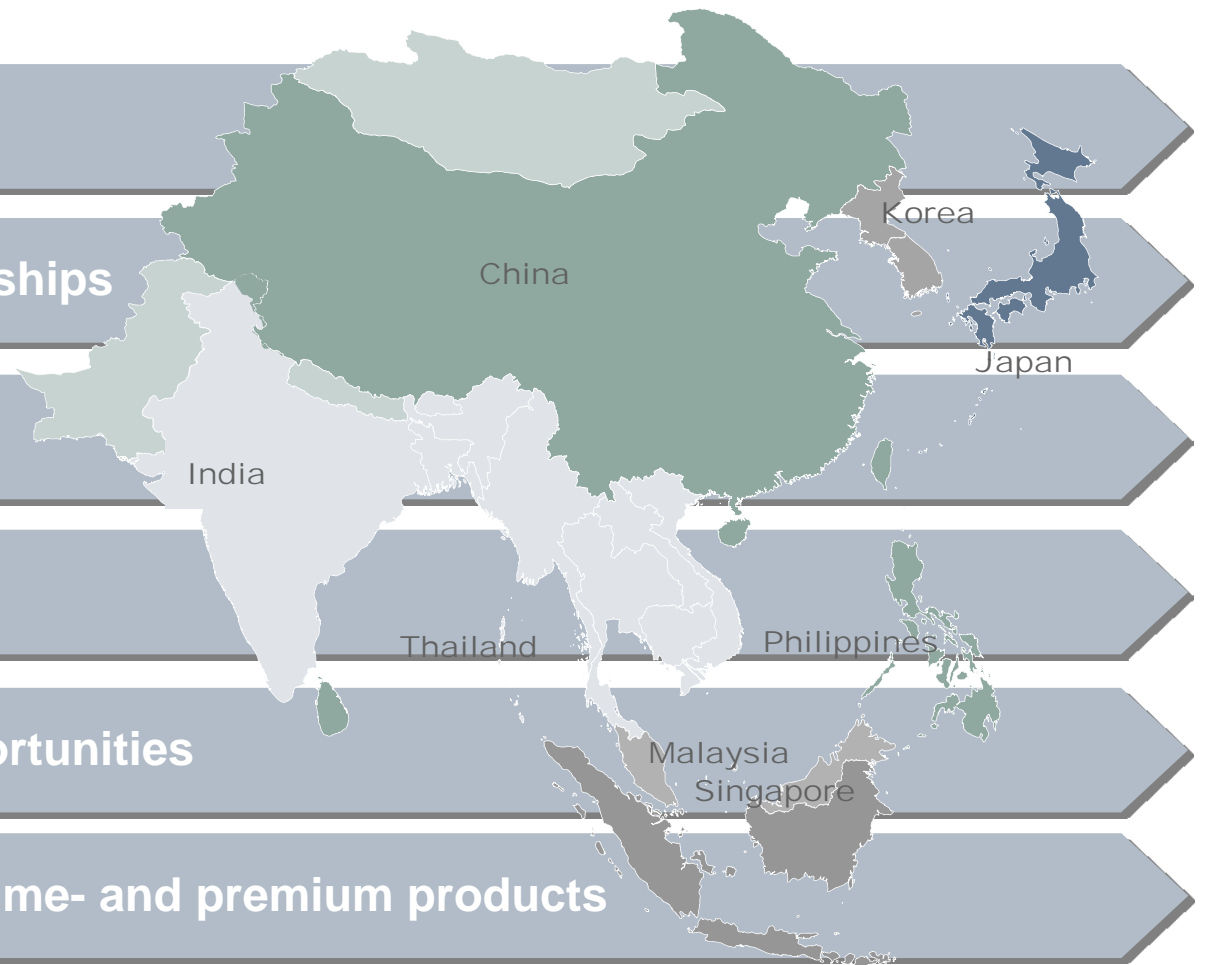 Korea
China
ships
Japan
India
Thailand
Philippines
ortunities
Malaysia
Singapore
me- and premium products